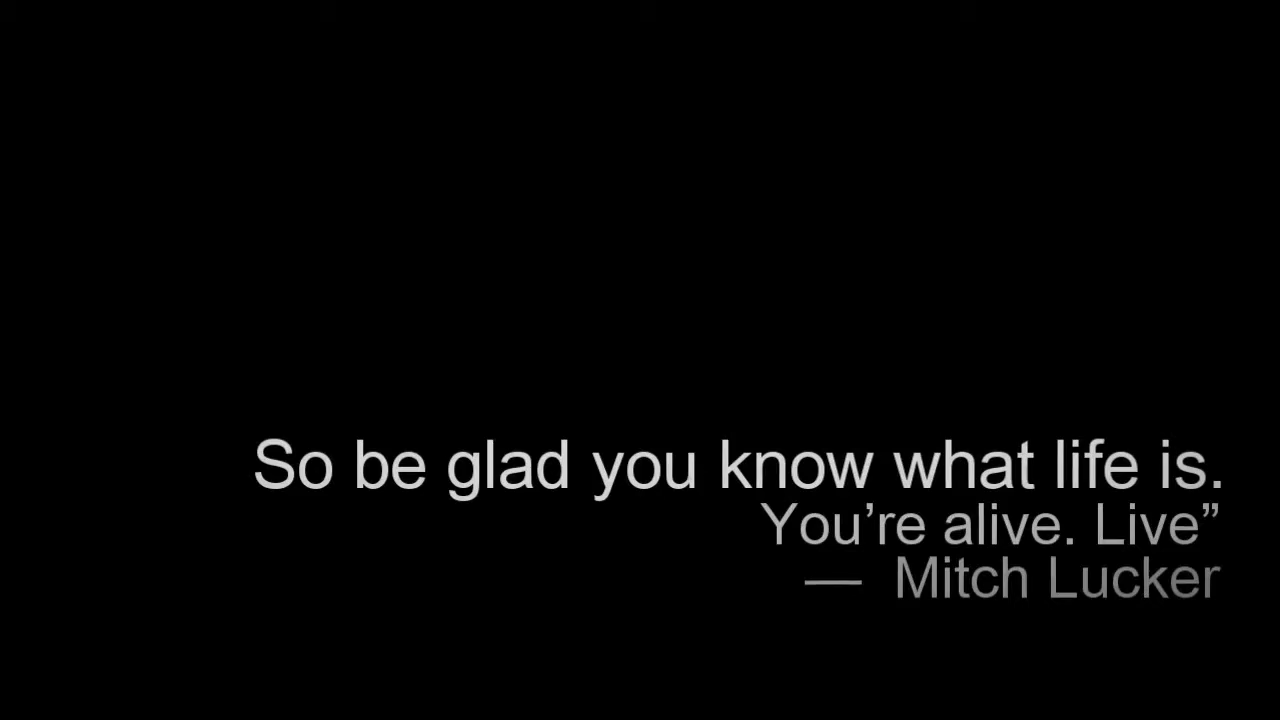 So be glad you know what life is.
You’re alive. Live”
— Mitch Lucker